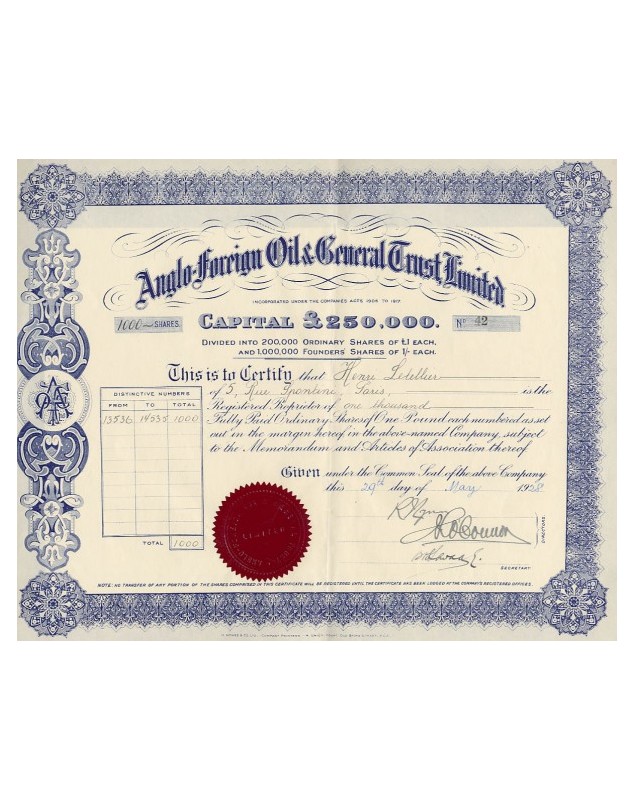 Anglo-Foreign Oil & General Trust, Limited.
INCORPORATED UNDER THE COMPANIES ACTS, 1908 TO 1917.
1000 SHARES. CAPITAL £250,000. No 42
DIVIDED INTO 200,000 ORDINARY SHARES OF £1 EACH,
AND 1,000,000 FOUNDERS' SHARES OF 1/- EACH.
This is to Certify that Henri Letellier
of 5, Rue Spontini, Paris, is the
Registered Proprietor of one thousand
Fully Paid Ordinary Shares of One Pound each numbered as set
out in the margin hereof in the above-named Company, subject
to the Memorandum and Articles of Association thereof
DISTINCTIVE NUMBERS
FROM TO TOTAL
13536 14535 1000
TOTAL 1000
Given under the Common Seal of the above Company
this 29th day of May 1928
DIRECTORS.
SECRETARY
NOTE: NO TRANSFER OF ANY PORTION OF THE SHARES COMPRISED IN THIS CERTIFICATE WILL BE REGISTERED UNTIL THE CERTIFICATE HAS BEEN LODGED AT THE COMPANY'S REGISTERED OFFICES.